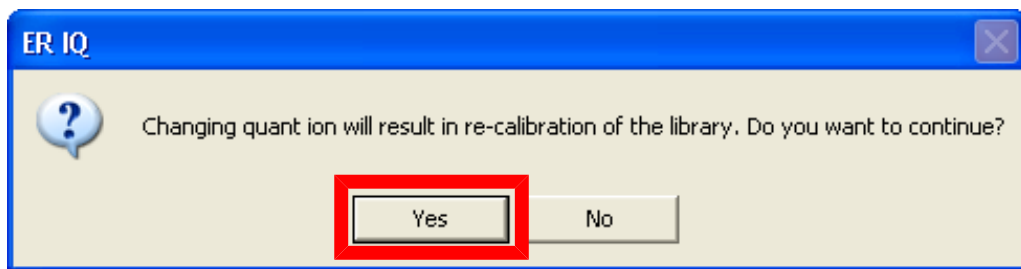 ER IQ
Changing quant ion will result in re-calibration of the library. Do you want to continue?
Yes
No